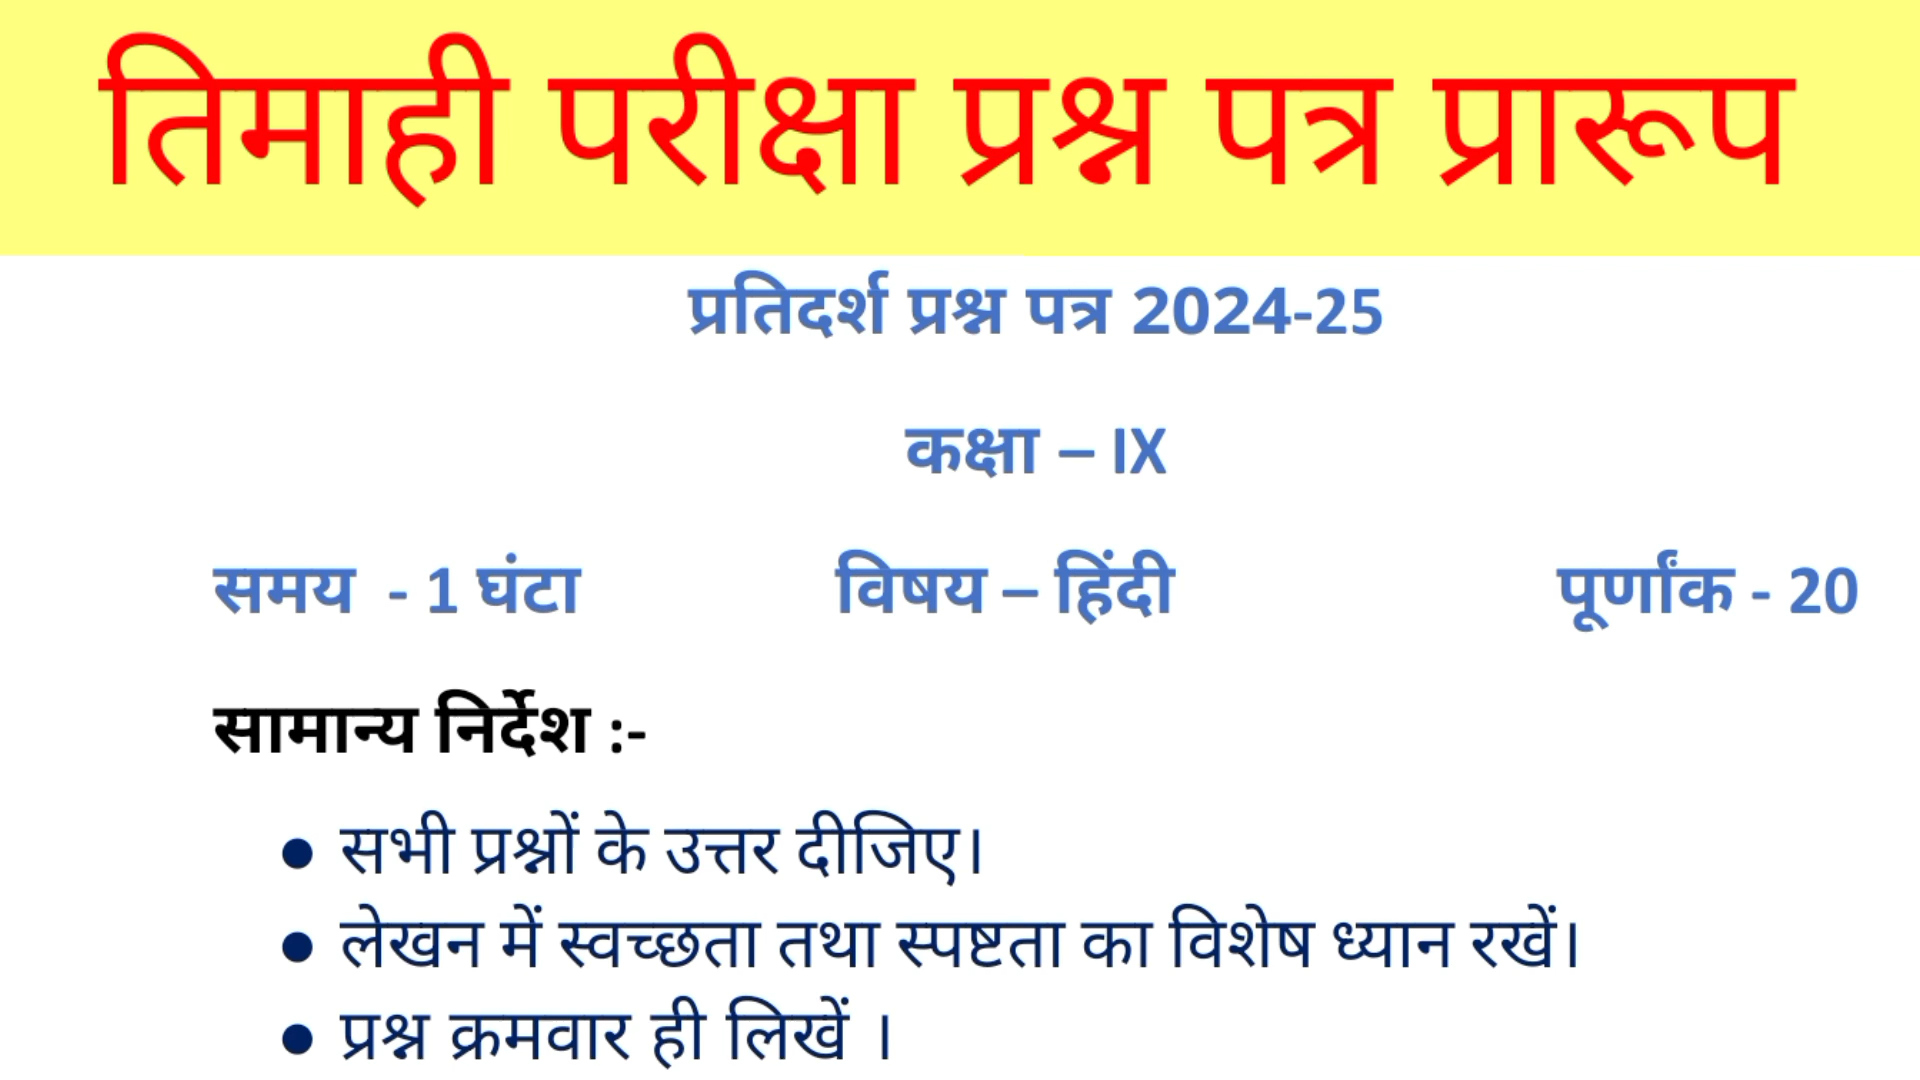 तिमाही परीक्षा प्रश्न पत्र प्रारूप
प्रतिदर्श प्रश्न पत्र 2024-25
कक्षा – IX
समय - 1 घंटा विषय – हिंदी पूर्णांक - 20
सामान्य निर्देश :-
● सभी प्रश्नों के उत्तर दीजिए।
● लेखन में स्वच्छता तथा स्पष्टता का विशेष ध्यान रखें।
● प्रश्न क्रमवार ही लिखें ।